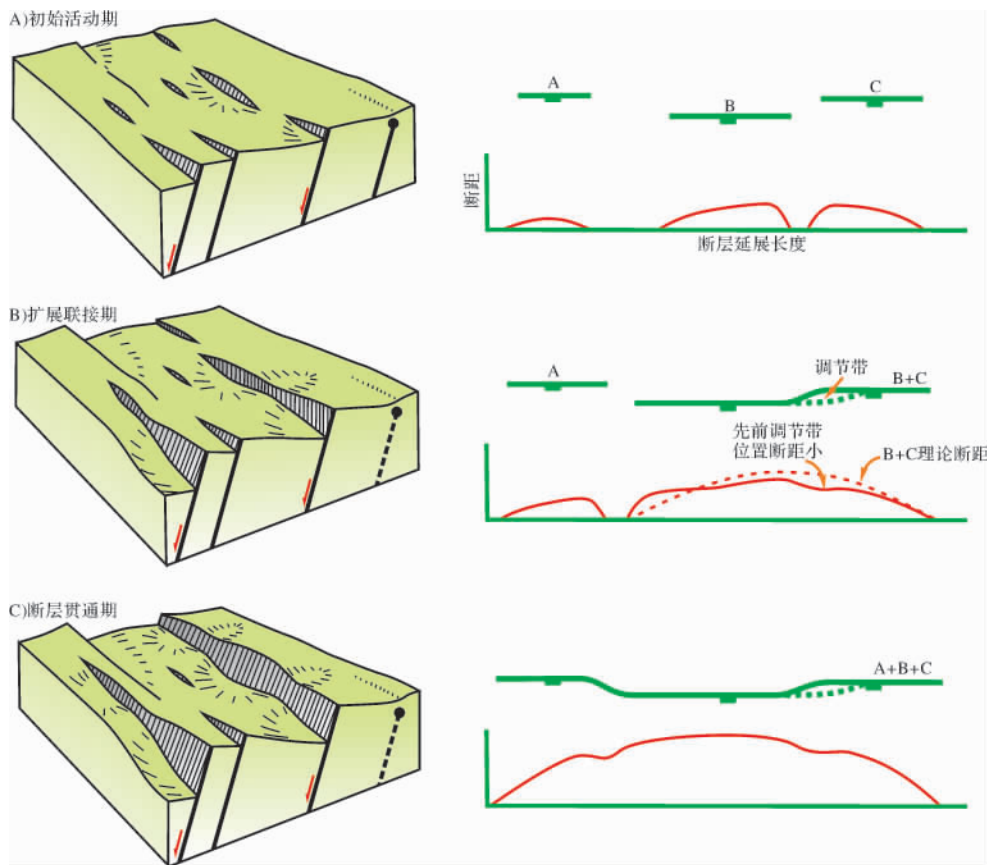 A)初始活动期
A
B
C
断距
断层延展长度
B)扩展联接期
A
调节带
B+C
先前调节带
位置断距小
B+C理论断距
C)断层贯通期
A+B+C